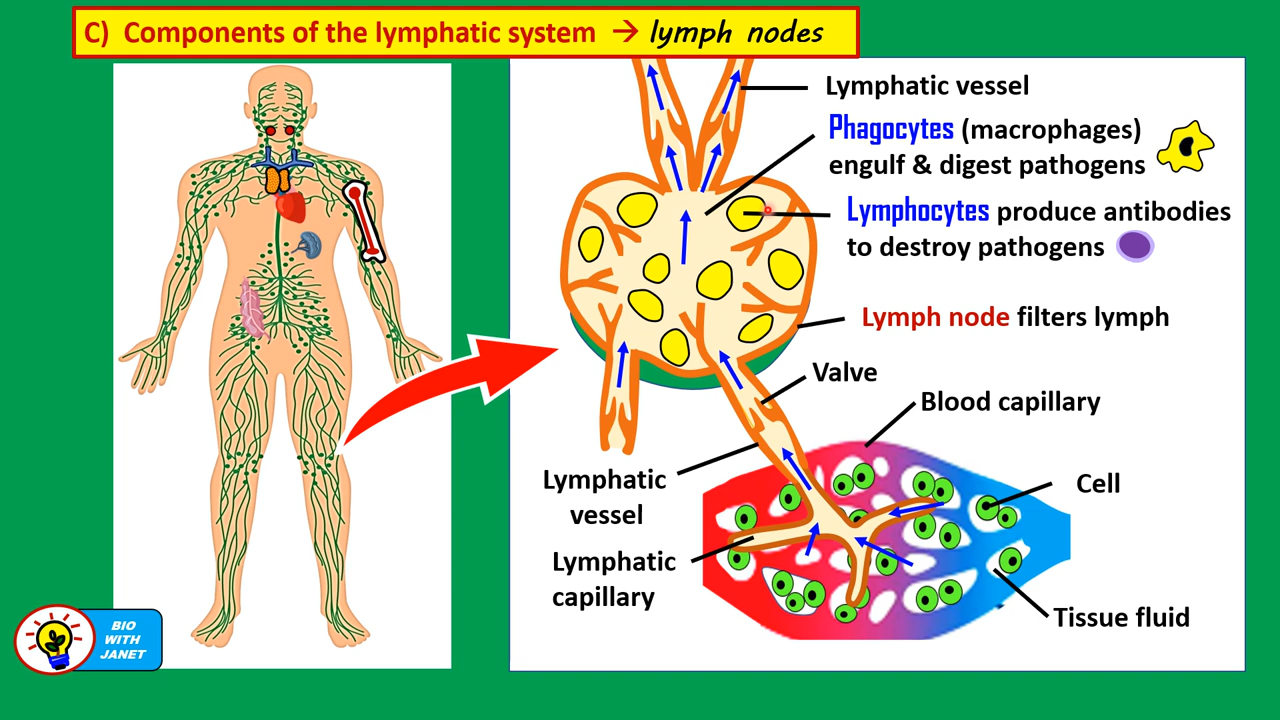 C) Components of the lymphatic system → lymph nodes
Lymphatic vessel
Phagocytes (macrophages)
engulf & digest pathogens
Lymphocytes produce antibodies
to destroy pathogens
Lymph node filters lymph
Valve
Blood capillary
Cell
Lymphatic
vessel
Lymphatic
capillary
Tissue fluid
BIO
WITH
JANET